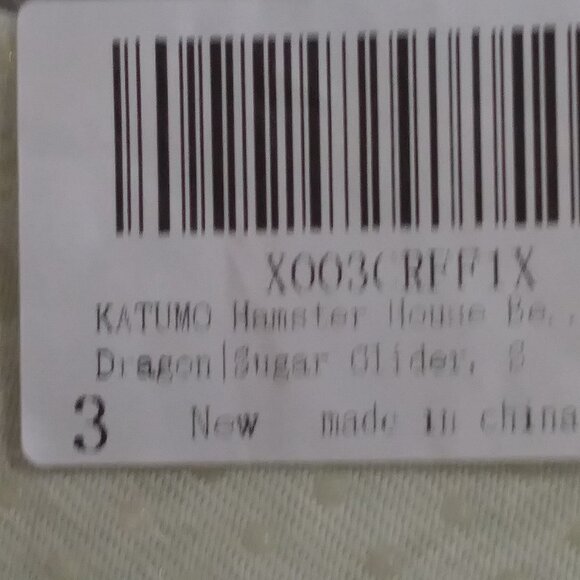 X003CRFF1X
KATUMO Hamster House Be...
Dragon|Sugar Glider, S
3 New made in china